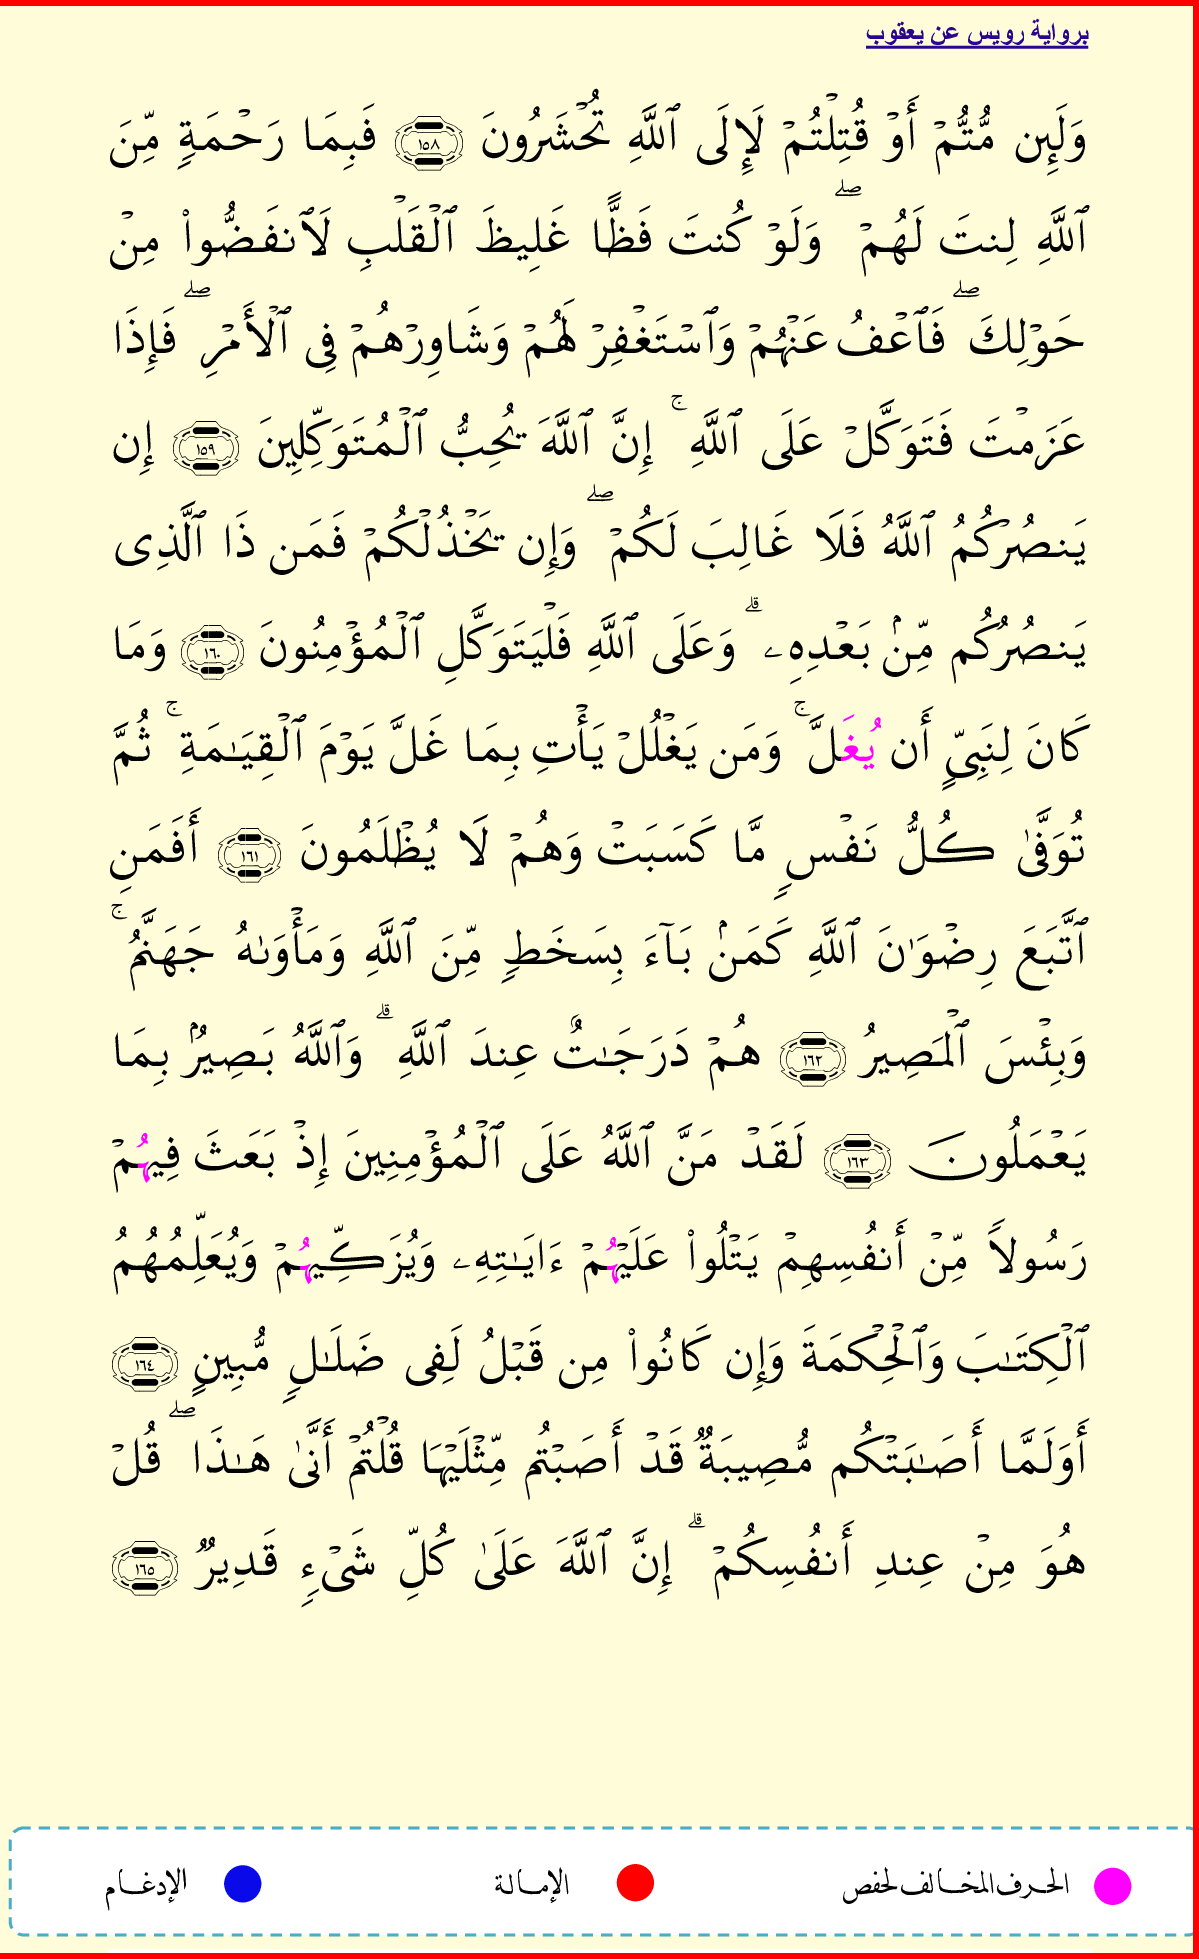 برواية رويس عن يعقوب
وَلَئِن مُّتُّمۡ أَوۡ قُتِلۡتُمۡ لَإِلَى ٱللَّهِ تُحۡشَرُونَ ١٥٨ فَبِمَا رَحۡمَةٖ مِّنَ
ٱللَّهِ لِنتَ لَهُمۡۖ وَلَوۡ كُنتَ فَظًّا غَلِيظَ ٱلۡقَلۡبِ لَٱنفَضُّواْ مِنۡ
حَوۡلِكَۖ فَٱعۡفُ عَنۡهُمۡ وَٱسۡتَغۡفِرۡ لَهُمۡ وَشَاوِرۡهُمۡ فِي ٱلۡأَمۡرِۖ فَإِذَا
عَزَمۡتَ فَتَوَكَّلۡ عَلَى ٱللَّهِۚ إِنَّ ٱللَّهَ يُحِبُّ ٱلۡمُتَوَكِّلِينَ ١٥٩ إِن
يَنصُرۡكُمُ ٱللَّهُ فَلَا غَالِبَ لَكُمۡۖ وَإِن يَخۡذُلۡكُمۡ فَمَن ذَا ٱلَّذِي
يَنصُرُكُم مِّنۢ بَعۡدِهِۦۗ وَعَلَى ٱللَّهِ فَلۡيَتَوَكَّلِ ٱلۡمُؤۡمِنُونَ ١٦٠ وَمَا
كَانَ لِنَبِيٍّ أَن يُغَلَّۚ وَمَن يَغۡلُلۡ يَأۡتِ بِمَا غَلَّ يَوۡمَ ٱلۡقِيَٰمَةِۚ ثُمَّ
تُوَفَّىٰ كُلُّ نَفۡسٖ مَّا كَسَبَتۡ وَهُمۡ لَا يُظۡلَمُونَ ١٦١ أَفَمَنِ
ٱتَّبَعَ رِضۡوَٰنَ ٱللَّهِ كَمَنۢ بَآءَ بِسَخَطٖ مِّنَ ٱللَّهِ وَمَأۡوَىٰهُ جَهَنَّمُۚ
وَبِئۡسَ ٱلۡمَصِيرُ ١٦٢ هُمۡ دَرَجَٰتٌ عِندَ ٱللَّهِۗ وَٱللَّهُ بَصِيرُۢ بِمَا
يَعۡمَلُونَ ١٦٣ لَقَدۡ مَنَّ ٱللَّهُ عَلَى ٱلۡمُؤۡمِنِينَ إِذۡ بَعَثَ فِيهُمۡ
رَسُولٗا مِّنۡ أَنفُسِهِمۡ يَتۡلُواْ عَلَيۡهُمۡ ءَايَٰتِهِۦ وَيُزَكِّيهُمۡ وَيُعَلِّمُهُمُ
ٱلۡكِتَٰبَ وَٱلۡحِكۡمَةَ وَإِن كَانُواْ مِن قَبۡلُ لَفِي ضَلَٰلٖ مُّبِينٍ ١٦٤
أَوَلَمَّا أَصَٰبَتۡكُم مُّصِيبَةٞ قَدۡ أَصَبۡتُم مِّثۡلَيۡهَا قُلۡتُمۡ أَنَّىٰ هَٰذَاۖ قُلۡ
هُوَ مِنۡ عِندِ أَنفُسِكُمۡۗ إِنَّ ٱللَّهَ عَلَىٰ كُلِّ شَيۡءٖ قَدِيرٞ ١٦٥
الحرف المخالف لحفص الإمالة الإدغام